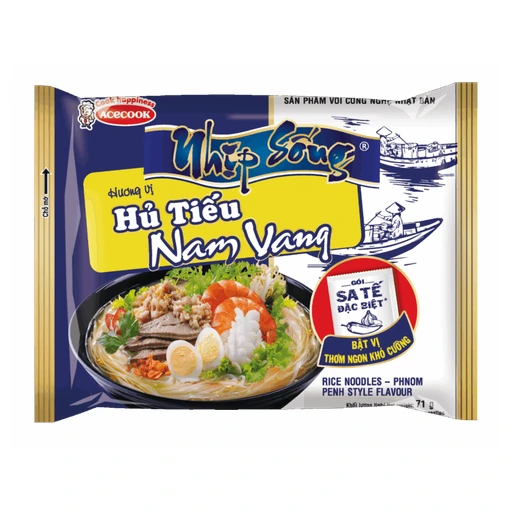 Cook happiness
ACECOOK
SẢN PHẨM VỚI CÔNG NGHỆ NHẬT BẢN
Nhịp Sống®
Hương vị
Hủ Tiếu
Nam Vang
Chỗ mở
GÓI
SA TẾ
ĐẶC BIỆT
BẬT VỊ
THƠM NGON KHÓ CƯỠNG
RICE NOODLES – PHNOM
PENH STYLE FLAVOUR
Khối lượng 71 g